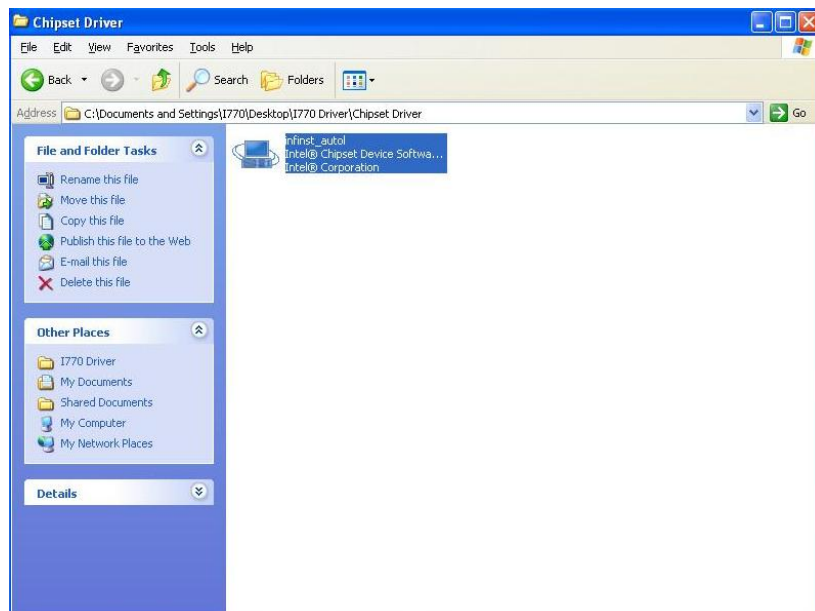 Chipset Driver
File Edit View Favorites Tools Help
Back Search Folders
Address C:\Documents and Settings\I770\Desktop\I770 Driver\Chipset Driver Go
File and Folder Tasks
Rename this file
Move this file
Copy this file
Publish this file to the Web
E-mail this file
Delete this file
Other Places
I770 Driver
My Documents
Shared Documents
My Computer
My Network Places
Details
infinst_autol
Intel® Chipset Device Softwa...
Intel® Corporation